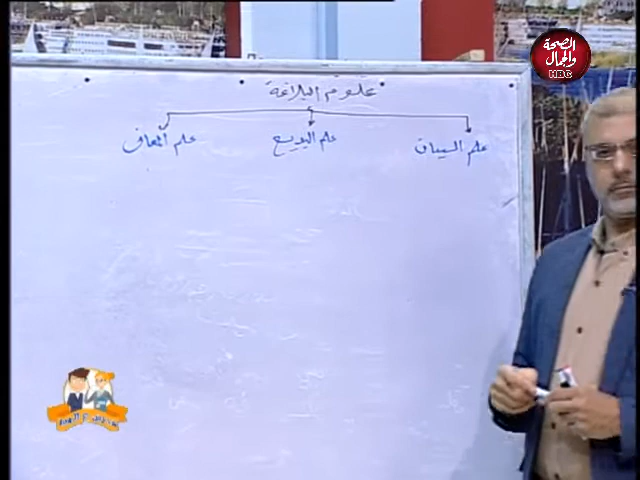 الصحة
والجمال
HBC
علوم البلاغة
علم البيان
علم البديع
علم المعاني